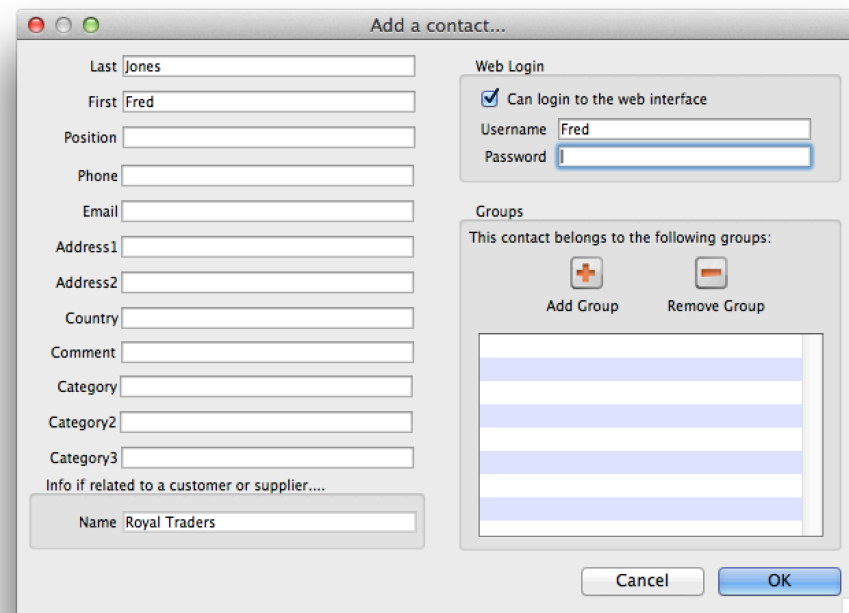 Add a contact...
Last Jones
First Fred
Position
Phone
Email
Address1
Address2
Country
Comment
Category
Category2
Category3
Info if related to a customer or supplier....
Name Royal Traders
Web Login
Can login to the web interface
Username Fred
Password
Groups
This contact belongs to the following groups:
Add Group Remove Group
Cancel OK